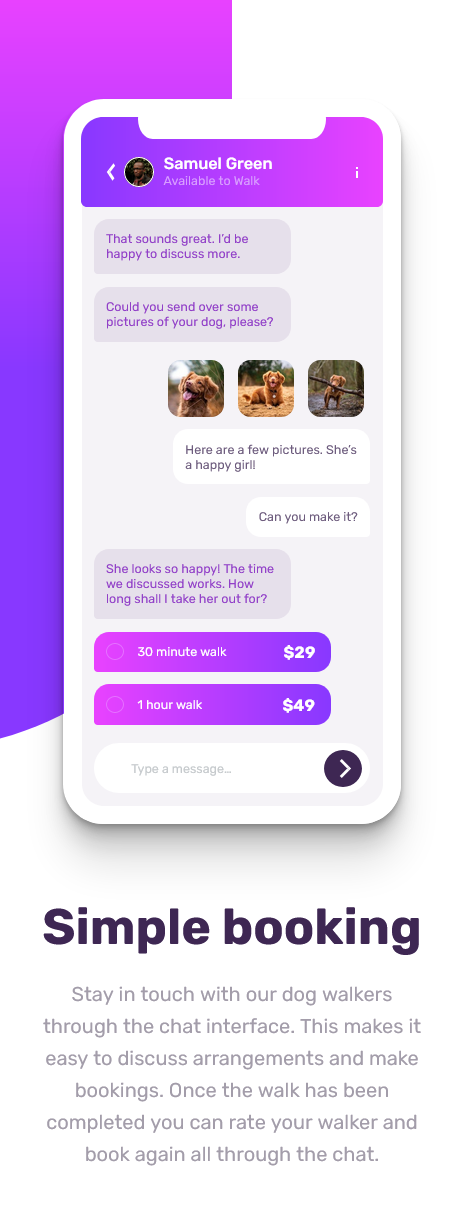 Samuel Green
Available to Walk
That sounds great. I'd be
happy to discuss more.
Could you send over some
pictures of your dog, please?
Here are a few pictures. She's
a happy girl!
Can you make it?
She looks so happy! The time
we discussed works. How
long shall I take her out for?
30 minute walk $29
1 hour walk $49
Type a message...
Simple booking
Stay in touch with our dog walkers
through the chat interface. This makes it
easy to discuss arrangements and make
bookings. Once the walk has been
completed you can rate your walker and
book again all through the chat.